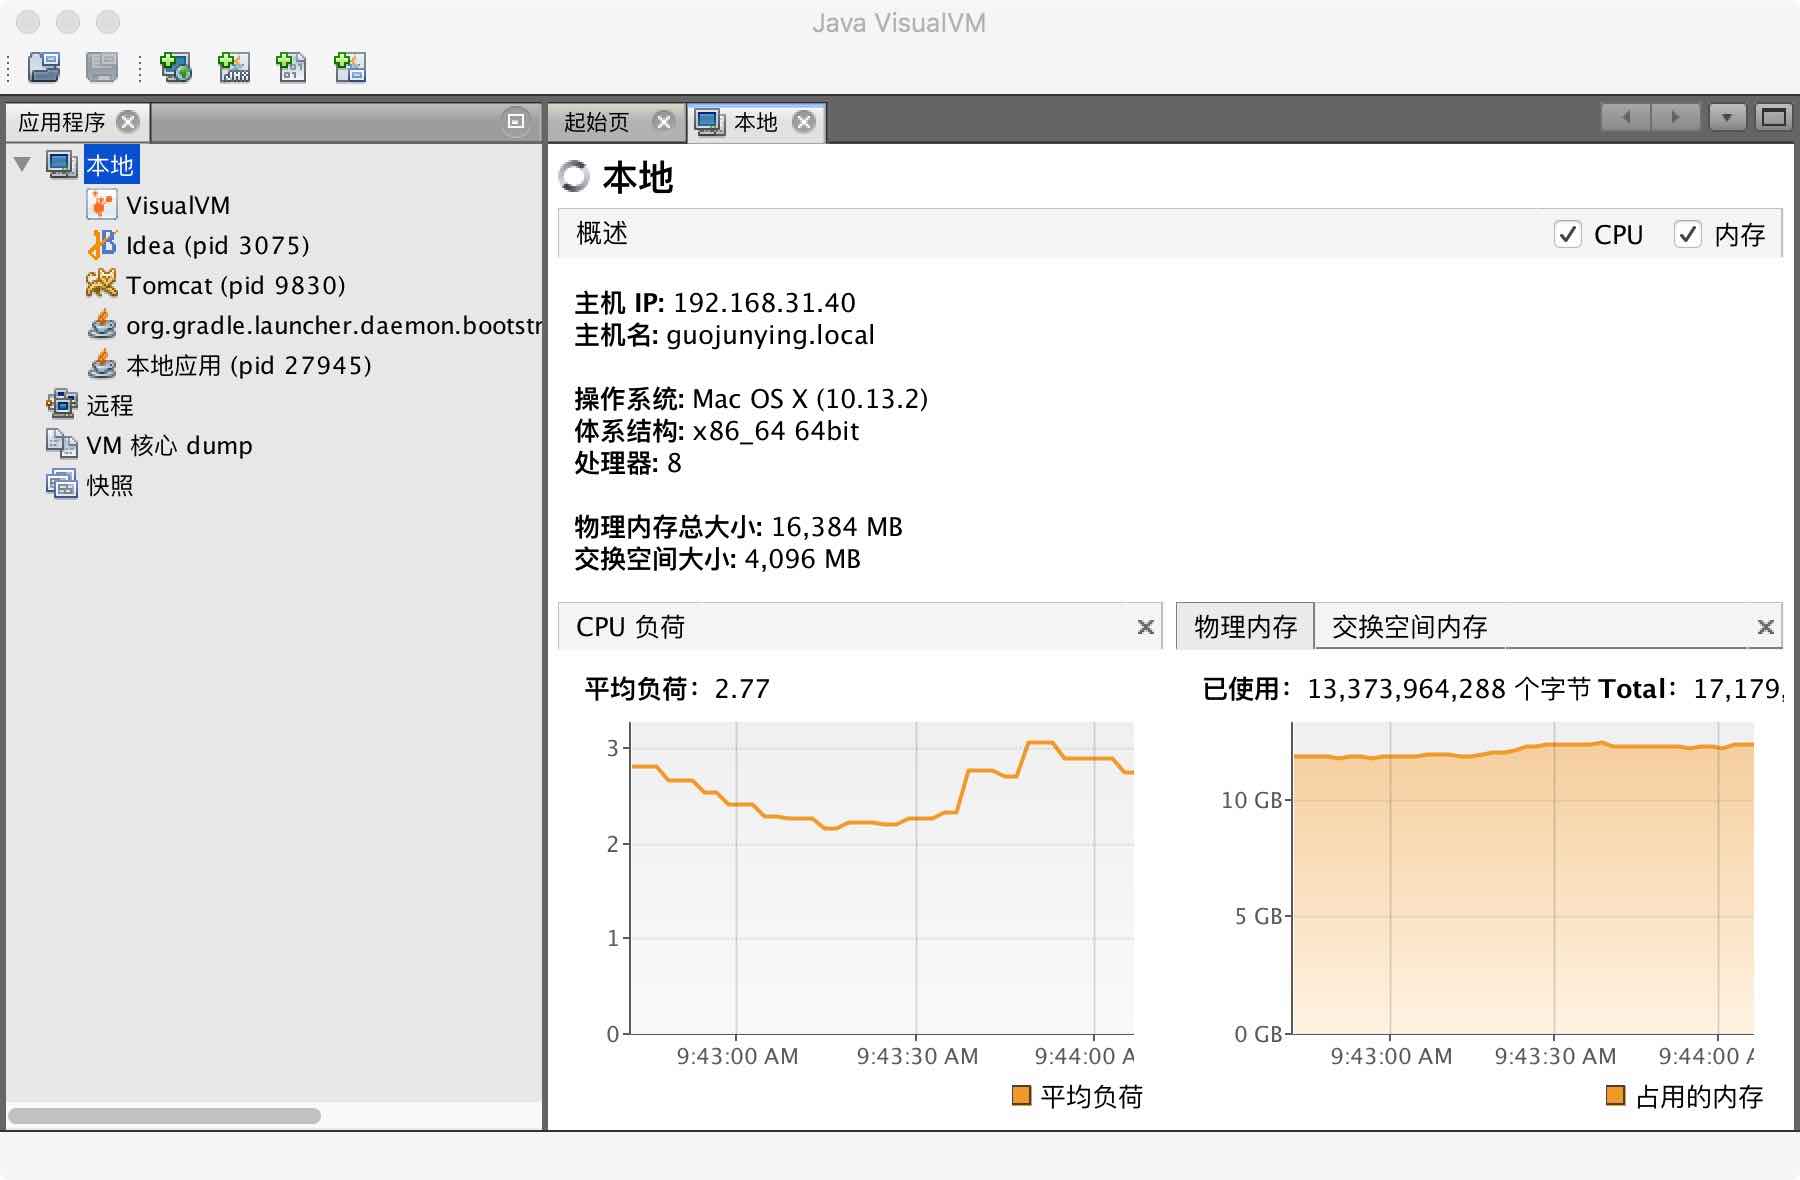 Java VisualVM
应用程序
起始页
本地
本地
VisualVM
Idea (pid 3075)
Tomcat (pid 9830)
org.gradle.launcher.daemon.bootstr
本地应用 (pid 27945)
远程
VM 核心 dump
快照
本地
概述
CPU
内存
主机 IP: 192.168.31.40
主机名: guojunying.local
操作系统: Mac OS X (10.13.2)
体系结构: x86_64 64bit
处理器: 8
物理内存总大小: 16,384 MB
交换空间大小: 4,096 MB
CPU 负荷
平均负荷: 2.77
3
2
1
0
9:43:00 AM
9:43:30 AM
9:44:00 A
平均负荷
物理内存
交换空间内存
已使用: 13,373,964,288 个字节 Total: 17,179,
10 GB
5 GB
0 GB
9:43:00 AM
9:43:30 AM
9:44:00 A
占用的内存